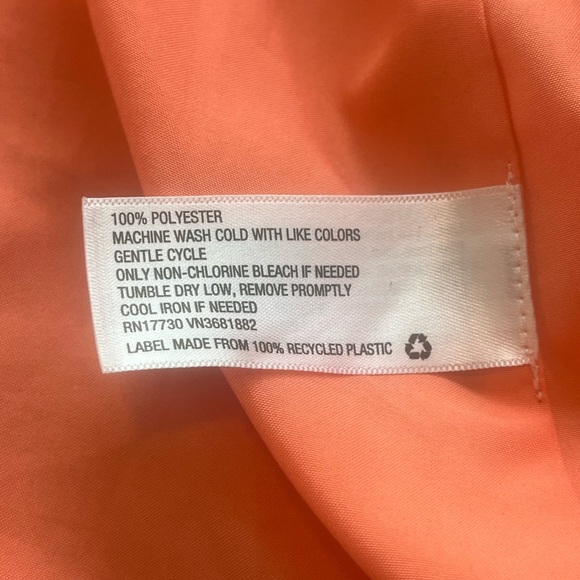 100% POLYESTER
MACHINE WASH COLD WITH LIKE COLORS
GENTLE CYCLE
ONLY NON-CHLORINE BLEACH IF NEEDED
TUMBLE DRY LOW, REMOVE PROMPTLY
COOL IRON IF NEEDED
RN17730 VN3681882
LABEL MADE FROM 100% RECYCLED PLASTIC